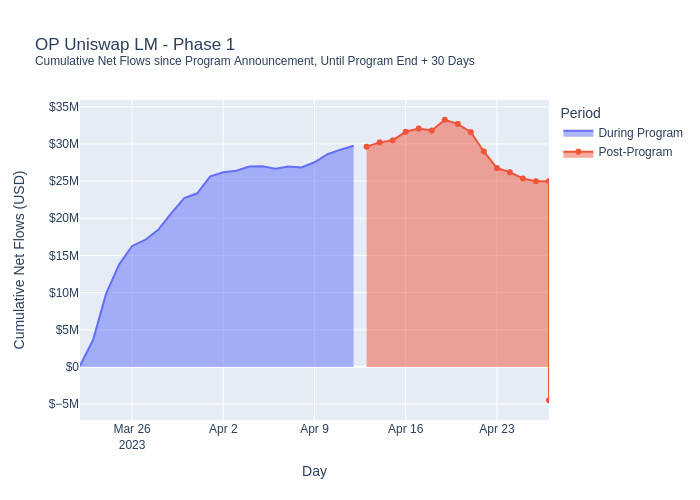 OP Uniswap LM - Phase 1
Cumulative Net Flows since Program Announcement, Until Program End + 30 Days
Period
During Program
Post-Program
Cumulative Net Flows (USD)
$35M
$30M
$25M
$20M
$15M
$10M
$5M
$0
$−5M
Mar 26
2023
Apr 2
Apr 9
Apr 16
Apr 23
Day